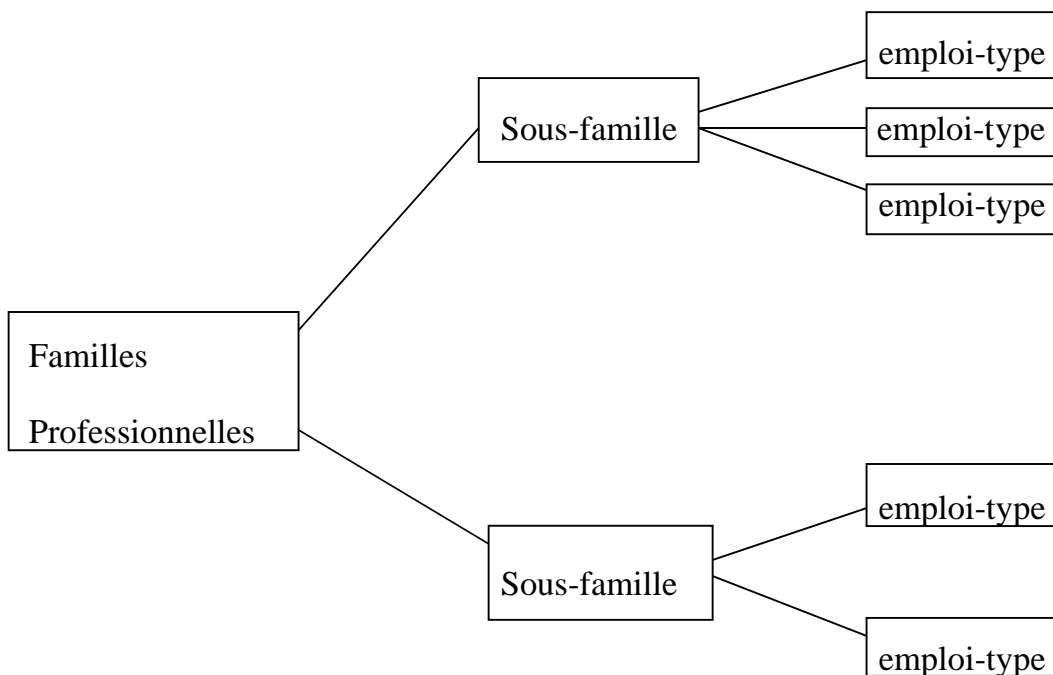 emploi-type
Sous-famille
emploi-type
emploi-type
Familles
Professionnelles
emploi-type
Sous-famille
emploi-type